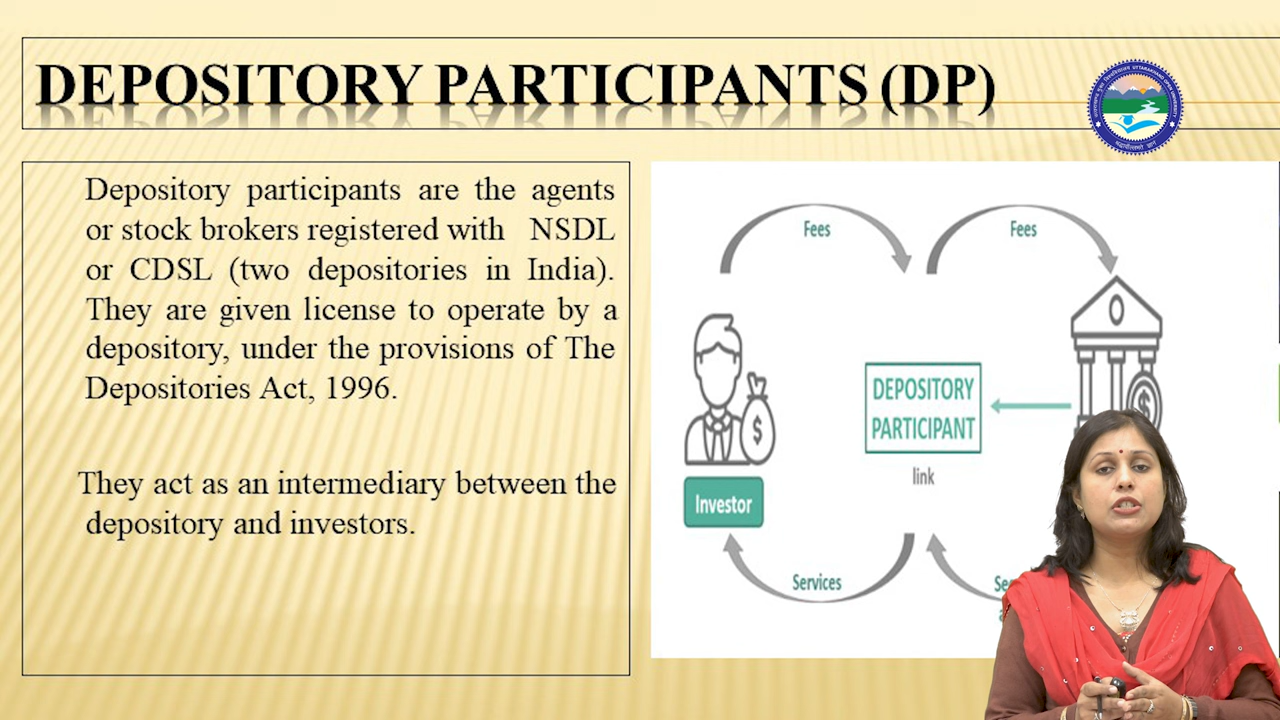 DEPOSITORY PARTICIPANTS (DP)
Depository participants are the agents
or stock brokers registered with NSDL
or CDSL (two depositories in India).
They are given license to operate by a
depository, under the provisions of The
Depositories Act, 1996.
They act as an intermediary between the
depository and investors.
Fees
Fees
DEPOSITORY
PARTICIPANT
link
Investor
Services